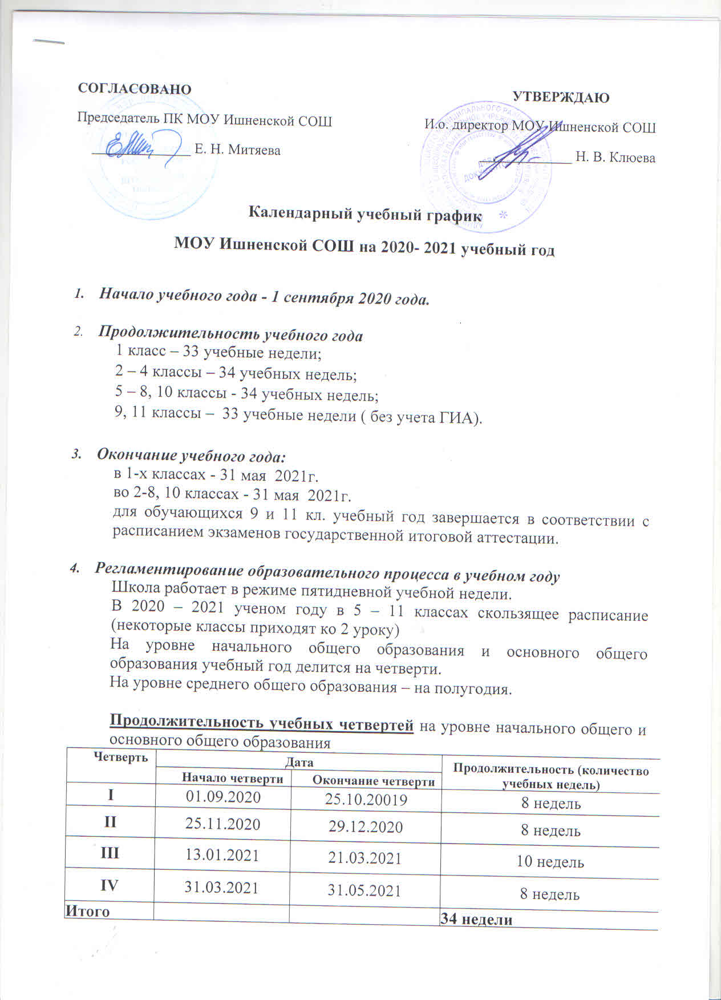 СОГЛАСОВАНО
УТВЕРЖДАЮ
Председатель ПК МОУ Ишненской СОШ
И.о. директор МОУ Ишненской СОШ
Е. Н. Митяева
Н. В. Клюева
ДЛЯ
ДОКУМЕНТОВ
Календарный учебный график
МОУ Ишненской СОШ на 2020- 2021 учебный год
1. Начало учебного года - 1 сентября 2020 года.
2. Продолжительность учебного года
1 класс – 33 учебные недели;
2 – 4 классы – 34 учебных недель;
5 – 8, 10 классы - 34 учебных недель;
9, 11 классы – 33 учебные недели ( без учета ГИА).
3. Окончание учебного года:
в 1-х классах - 31 мая 2021г.
во 2-8, 10 классах - 31 мая 2021г.
для обучающихся 9 и 11 кл. учебный год завершается в соответствии с
расписанием экзаменов государственной итоговой аттестации.
4. Регламентирование образовательного процесса в учебном году
Школа работает в режиме пятидневной учебной недели.
В 2020 – 2021 ученом году в 5 – 11 классах скользящее расписание
(некоторые классы приходят ко 2 уроку)
На уровне начального общего образования и основного общего
образования учебный год делится на четверти.
На уровне среднего общего образования – на полугодия.
Продолжительность учебных четвертей на уровне начального общего и
основного общего образования
Четверть Дата Продолжительность (количество
Начало четверти Окончание четверти учебных недель)
I 01.09.2020 25.10.20019 8 недель
II 25.11.2020 29.12.2020 8 недель
III 13.01.2021 21.03.2021 10 недель
IV 31.03.2021 31.05.2021 8 недель
Итого 34 недели